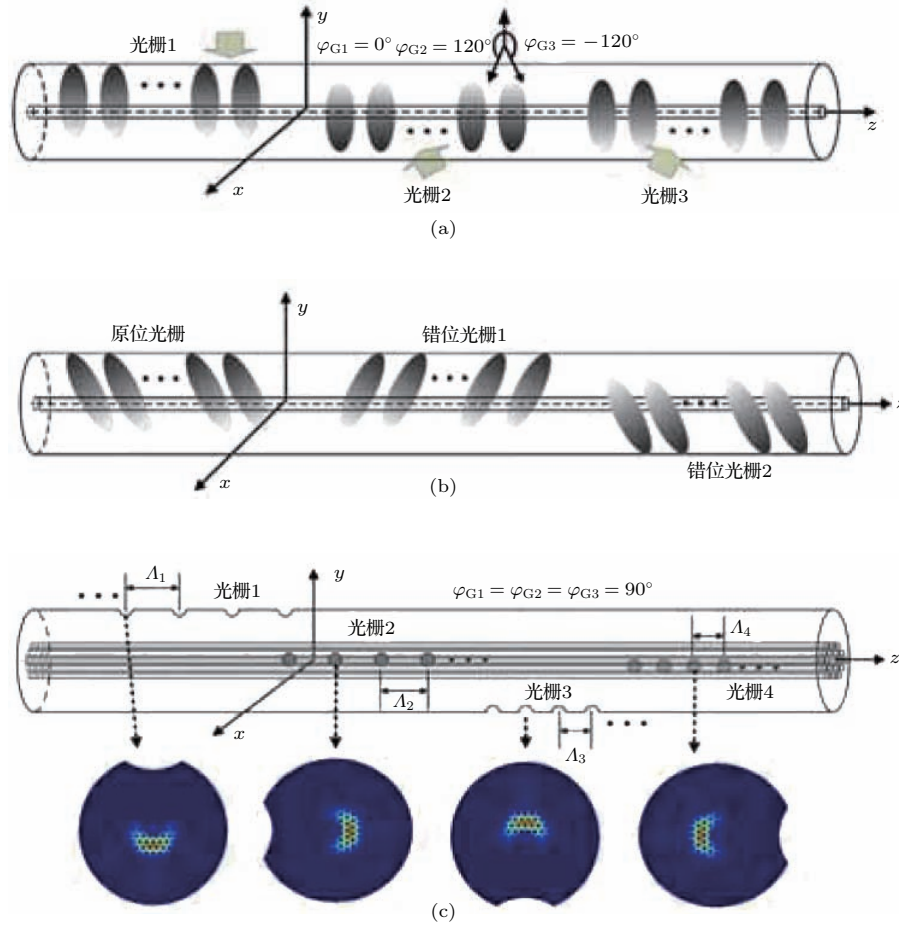 光栅1
y
φG1 = 0° φG2 = 120° φG3 = −120°
z
x
光栅2
光栅3
(a)
y
原位光栅
错位光栅1
z
x
错位光栅2
(b)
Λ1
光栅1
y
φG1 = φG2 = φG3 = 90°
光栅2
Λ4
z
Λ2
光栅3
光栅4
x
Λ3
(c)